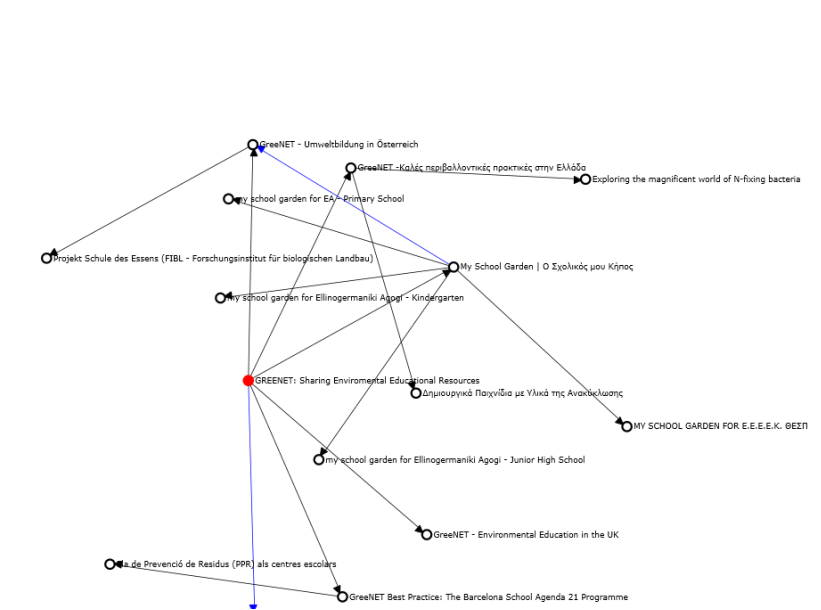 GreeNET - Umweltbildung in Österreich
GreeNET -Καλές περιβαλλοντικές πρακτικές στην Ελλάδα
Exploring the magnificent world of N-fixing bacteria
my school garden for EA - Primary School
Projekt Schule des Essens (FIBL - Forschungsinstitut für biologischen Landbau)
My School Garden | Ο Σχολικός μου Κήπος
my school garden for Ellinogermaniki Agogi - Kindergarten
GREENET: Sharing Enviromental Educational Resources
Δημιουργικά Παιχνίδια με Υλικά της Ανακύκλωσης
MY SCHOOL GARDEN FOR Ε.Ε.Ε.Ε.Κ. ΘΕΣΠ
my school garden for Ellinogermaniki Agogi - Junior High School
GreeNET - Environmental Education in the UK
de Prevenció de Residus (PPR) als centres escolars
GreeNET Best Practice: The Barcelona School Agenda 21 Programme